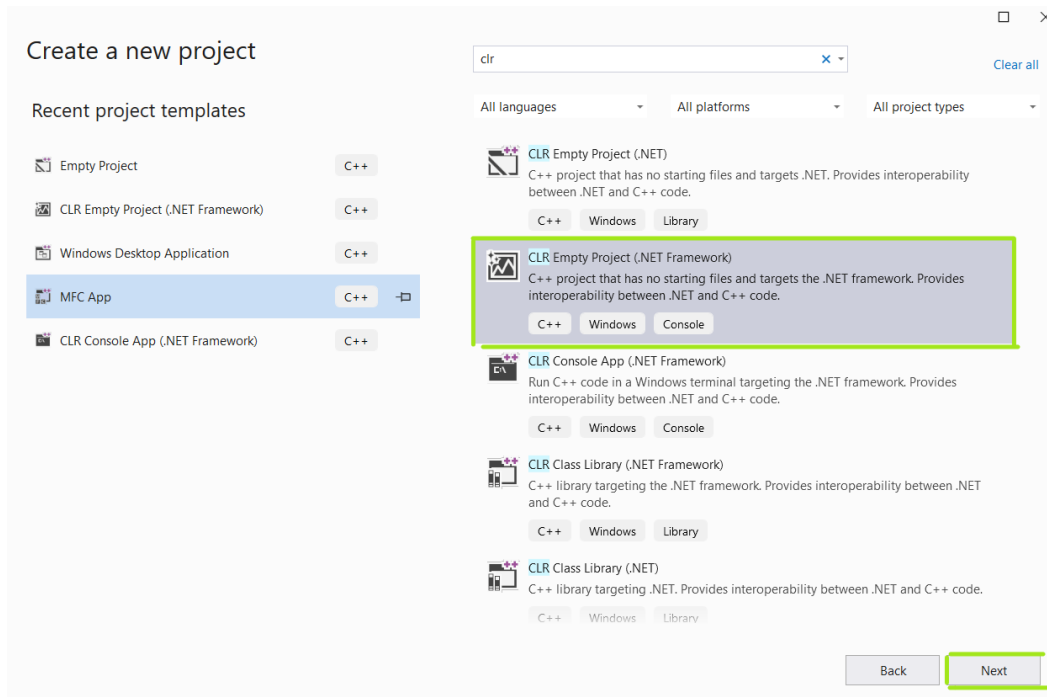 Create a new project
Recent project templates
Empty Project C++
CLR Empty Project (.NET Framework) C++
Windows Desktop Application C++
MFC App C++
CLR Console App (.NET Framework) C++
clr
Clear all
All languages All platforms All project types
CLR Empty Project (.NET)
C++ project that has no starting files and targets .NET. Provides interoperability
between .NET and C++ code.
C++ Windows Library
CLR Empty Project (.NET Framework)
C++ project that has no starting files and targets the .NET framework. Provides
interoperability between .NET and C++ code.
C++ Windows Console
CLR Console App (.NET Framework)
Run C++ code in a Windows terminal targeting the .NET framework. Provides
interoperability between .NET and C++ code.
C++ Windows Console
CLR Class Library (.NET Framework)
C++ library targeting the .NET framework. Provides interoperability between .NET
and C++ code.
C++ Windows Library
CLR Class Library (.NET)
C++ library targeting .NET. Provides interoperability between .NET and C++ code.
C++ Windows Library
Back Next